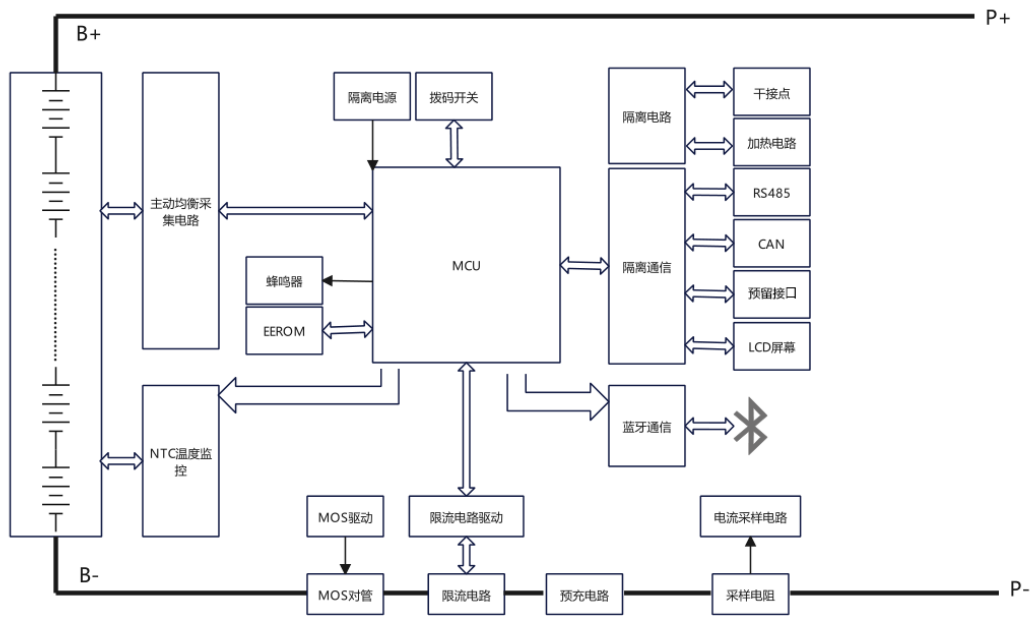 P+
B+
隔离电源
拨码开关
隔离电路
干接点
加热电路
主动均衡采
集电路
RS485
MCU
隔离通信
CAN
蜂鸣器
预留接口
EEROM
LCD屏幕
NTC温度监
控
蓝牙通信
MOS驱动
限流电路驱动
电流采样电路
B-
P-
MOS对管
限流电路
预充电路
采样电阻